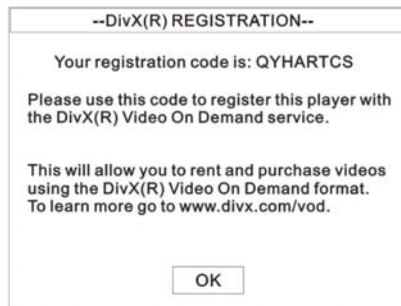 --DivX(R) REGISTRATION--
Your registration code is: QYHARTCS
Please use this code to register this player with
the DivX(R) Video On Demand service.
This will allow you to rent and purchase videos
using the DivX(R) Video On Demand format.
To learn more go to www.divx.com/vod.
OK